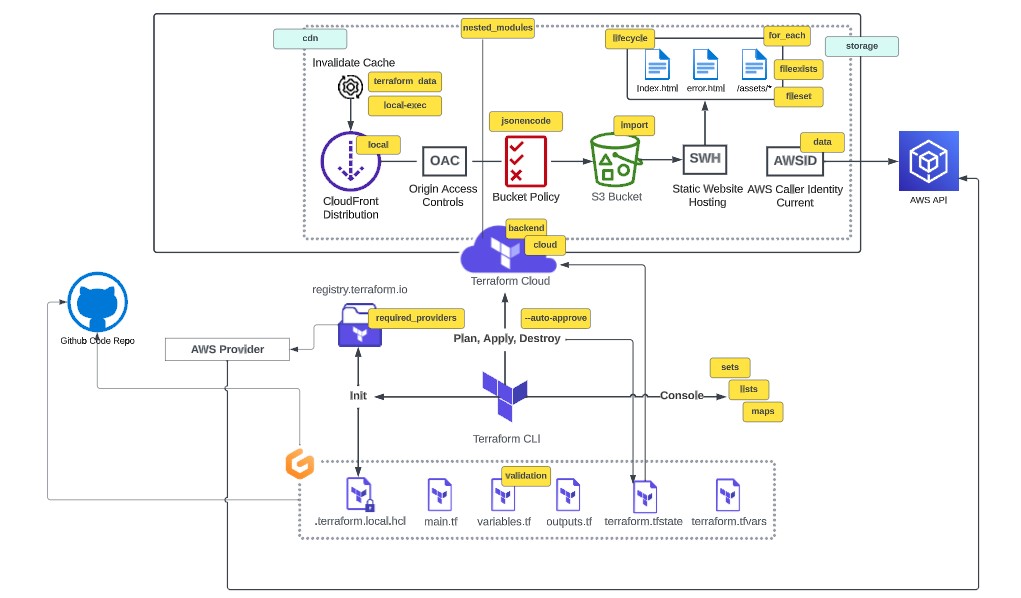 nested_modules
cdn
lifecycle
for_each
storage
Invalidate Cache
terraform_data
local-exec
Index.html
error.html
/assets/*
fileexists
fileset
local
jsonencode
import
data
OAC
SWH
AWSID
CloudFront
Distribution
Origin Access
Controls
Bucket Policy
S3 Bucket
Static Website
Hosting
AWS Caller Identity
Current
AWS API
backend
cloud
Terraform Cloud
registry.terraform.io
required_providers
--auto-approve
Github Code Repo
AWS Provider
Plan, Apply, Destroy
Init
Console
sets
lists
maps
Terraform CLI
validation
.terraform.local.hcl
main.tf
variables.tf
outputs.tf
terraform.tfstate
terraform.tfvars